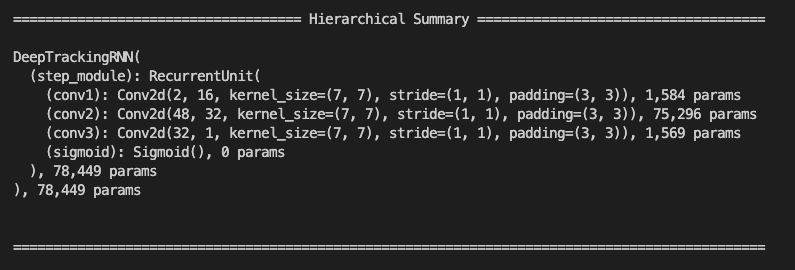 ==================================== Hierarchical Summary ====================================
DeepTrackingRNN(
  (step_module): RecurrentUnit(
    (conv1): Conv2d(2, 16, kernel_size=(7, 7), stride=(1, 1), padding=(3, 3)), 1,584 params
    (conv2): Conv2d(48, 32, kernel_size=(7, 7), stride=(1, 1), padding=(3, 3)), 75,296 params
    (conv3): Conv2d(32, 1, kernel_size=(7, 7), stride=(1, 1), padding=(3, 3)), 1,569 params
    (sigmoid): Sigmoid(), 0 params
  ), 78,449 params
), 78,449 params
==============================================================================================